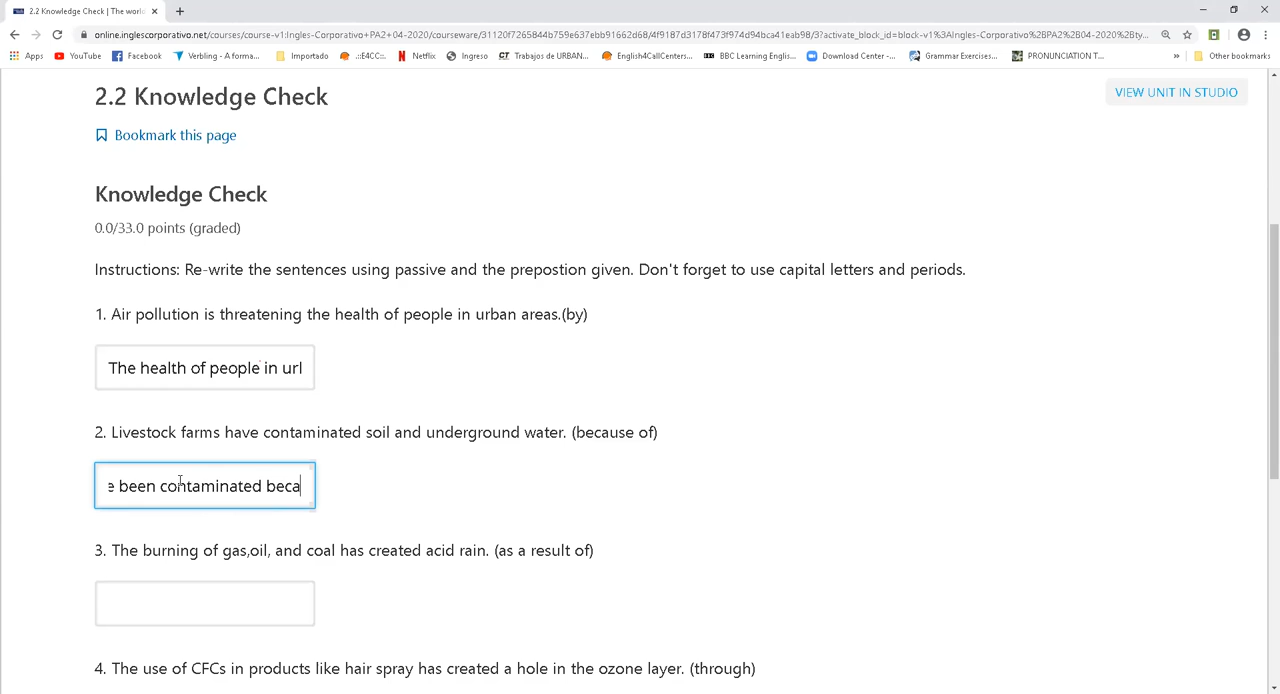 2.2 Knowledge Check | The worl
online.inglescorporativo.net/courses/course-v1:Ingles-Corporativo+PA2+04-2020/courseware/31120f7265844b759e637ebb91662d68/4f9187d3178f473f974d94bca41eab98/3?activate_block_id=block-v1%3AIngles-Corporativo%2BPA2%2B04-2020%2Bty...
Apps YouTube Facebook Verbling - A forma... Importado .::E4CC::. Netflix Ingreso Trabajos de URBAN... English4CallCenters... BBC Learning Englis... Download Center -... Grammar Exercises... PRONUNCIATION T... » Other bookmarks
2.2 Knowledge Check
VIEW UNIT IN STUDIO
Bookmark this page
Knowledge Check
0.0/33.0 points (graded)
Instructions: Re-write the sentences using passive and the prepostion given. Don't forget to use capital letters and periods.
1. Air pollution is threatening the health of people in urban areas.(by)
The health of people in url
2. Livestock farms have contaminated soil and underground water. (because of)
e been contaminated beca
3. The burning of gas,oil, and coal has created acid rain. (as a result of)
4. The use of CFCs in products like hair spray has created a hole in the ozone layer. (through)